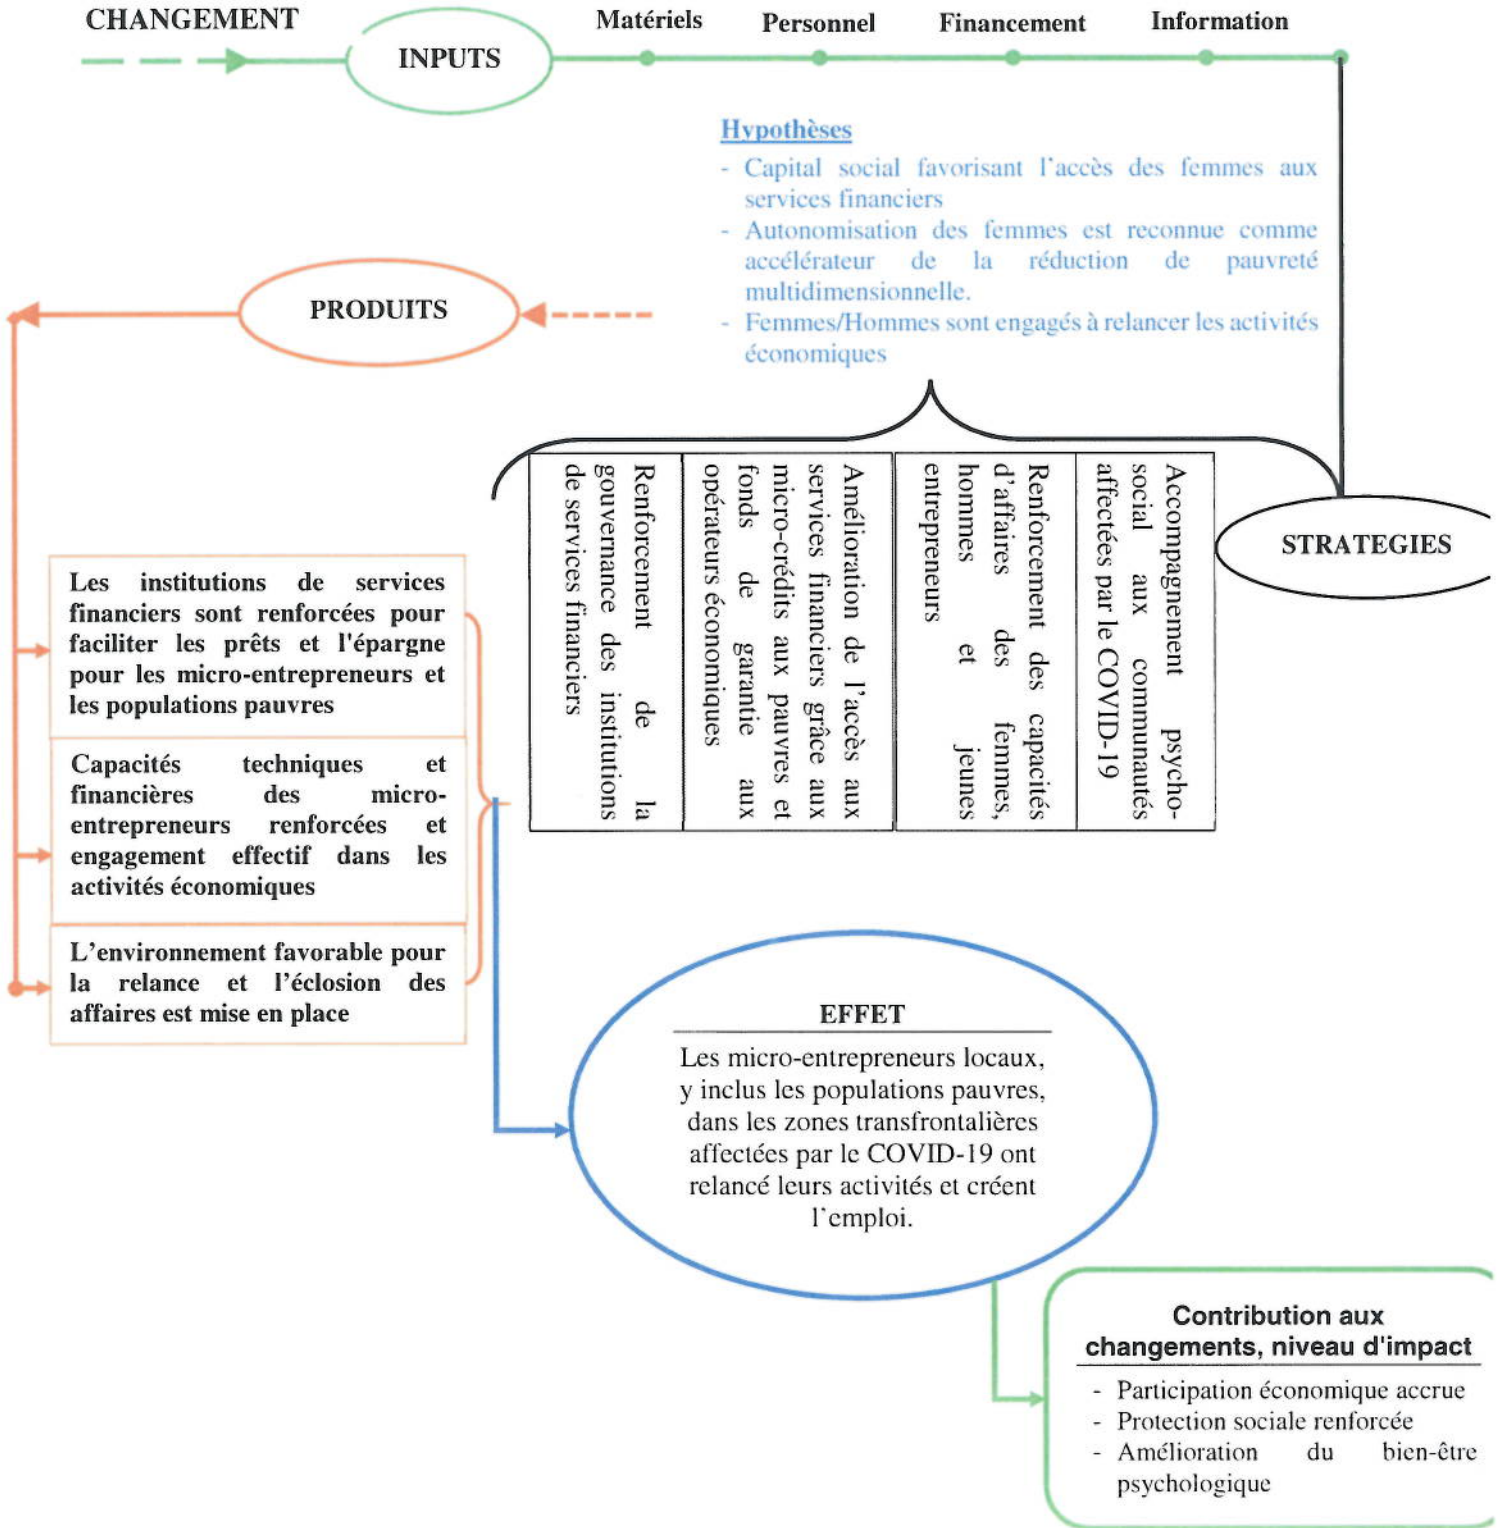 CHANGEMENT
INPUTS
Matériels
Personnel
Financement
Information
Hypothèses
- Capital social favorisant l'accès des femmes aux
services financiers
- Autonomisation des femmes est reconnue comme
accélérateur de la réduction de pauvreté
multidimensionnelle.
- Femmes/Hommes sont engagés à relancer les activités
économiques
PRODUITS
STRATEGIES
Accompagnement psycho-
social aux communautés
affectées par le COVID-19
Renforcement des capacités
d'affaires des femmes,
hommes et jeunes
entrepreneurs
Amélioration de l'accès aux
services financiers grâce aux
micro-crédits aux pauvres et
fonds de garantie aux
opérateurs économiques
Renforcement de la
gouvernance des institutions
de services financiers
Les institutions de services
financiers sont renforcées pour
faciliter les prêts et l'épargne
pour les micro-entrepreneurs et
les populations pauvres
Capacités techniques et
financières des micro-
entrepreneurs renforcées et
engagement effectif dans les
activités économiques
L'environnement favorable pour
la relance et l'éclosion des
affaires est mise en place
EFFET
Les micro-entrepreneurs locaux,
y inclus les populations pauvres,
dans les zones transfrontalières
affectées par le COVID-19 ont
relancé leurs activités et créent
l'emploi.
Contribution aux
changements, niveau d'impact
- Participation économique accrue
- Protection sociale renforcée
- Amélioration du bien-être
psychologique